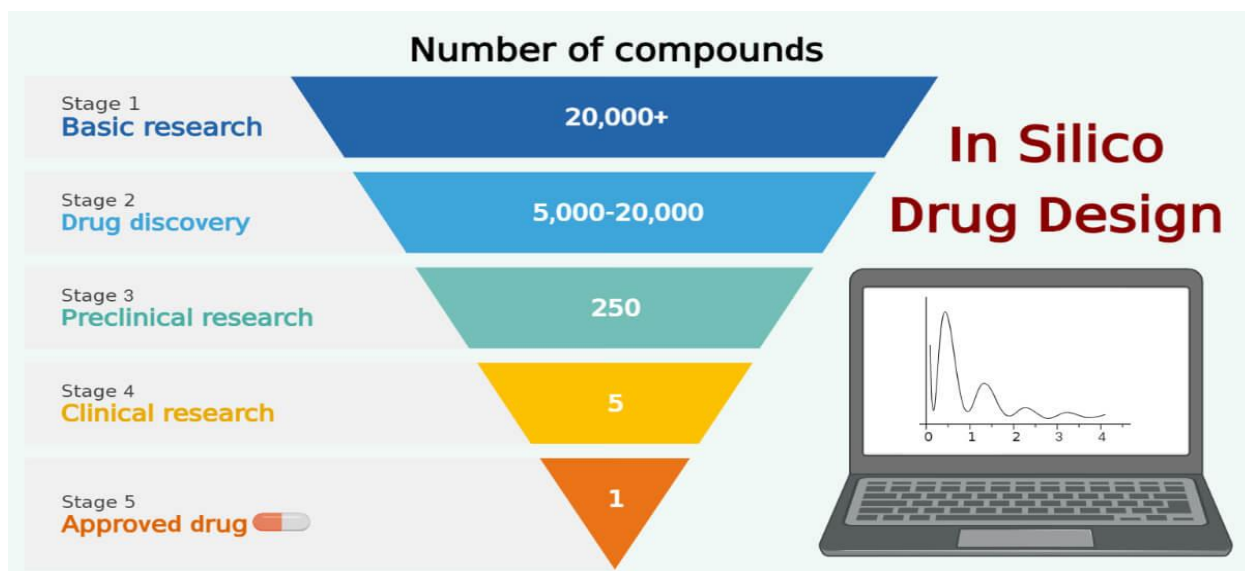 Number of compounds
Stage 1
Basic research
20,000+
Stage 2
Drug discovery
5,000-20,000
Stage 3
Preclinical research
250
Stage 4
Clinical research
5
Stage 5
Approved drug
1
In Silico
Drug Design
0 1 2 3 4